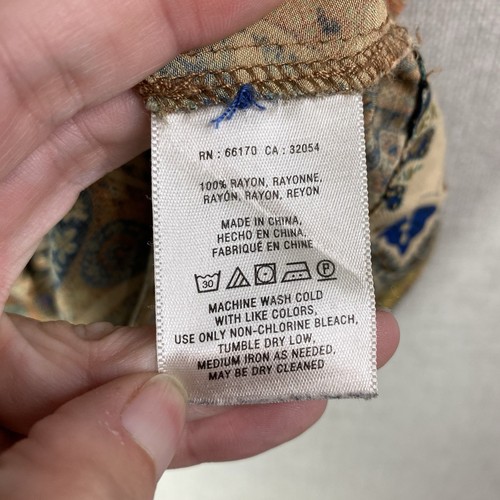 RN : 66170 CA : 32054
100% RAYON, RAYONNE,
RAYÓN, RAYON, REYON
MADE IN CHINA,
HECHO EN CHINA,
FABRIQUÉ EN CHINE
30 P
MACHINE WASH COLD
WITH LIKE COLORS,
USE ONLY NON-CHLORINE BLEACH,
TUMBLE DRY LOW,
MEDIUM IRON AS NEEDED,
MAY BE DRY CLEANED